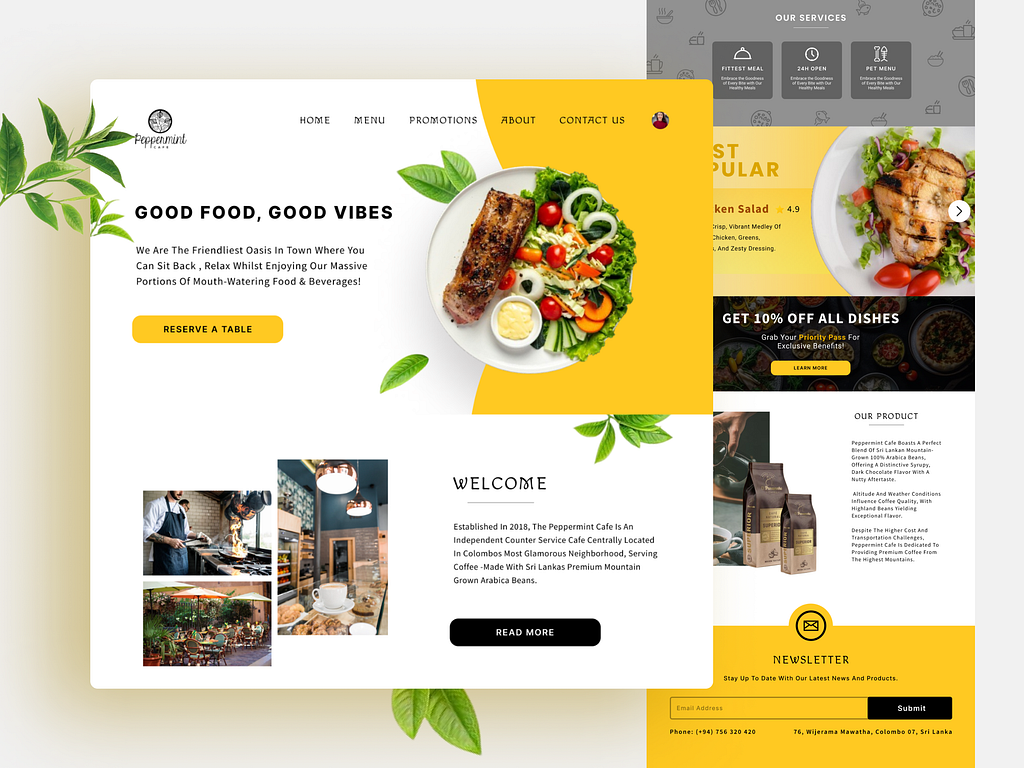 Peppermint
CAFE
HOME
MENU
PROMOTIONS
ABOUT
CONTACT US
GOOD FOOD, GOOD VIBES
We Are The Friendliest Oasis In Town Where You
Can Sit Back , Relax Whilst Enjoying Our Massive
Portions Of Mouth-Watering Food & Beverages!
RESERVE A TABLE
WELCOME
Established In 2018, The Peppermint Cafe Is An
Independent Counter Service Cafe Centrally Located
In Colombos Most Glamorous Neighborhood, Serving
Coffee -Made With Sri Lankas Premium Mountain
Grown Arabica Beans.
READ MORE
OUR SERVICES
FITTEST MEAL
Embrace the Goodness
of Every Bite with Our
Healthy Meals
24H OPEN
Embrace the Goodness
of Every Bite with Our
Healthy Meals
PET MENU
Embrace the Goodness
of Every Bite with Our
Healthy Meals
ST
PULAR
ken Salad
4.9
Crisp, Vibrant Medley Of
Chicken, Greens,
, And Zesty Dressing.
GET 10% OFF ALL DISHES
Grab Your Priority Pass For
Exclusive Benefits!
LEARN MORE
OUR PRODUCT
Peppermint Cafe Boasts A Perfect
Blend Of Sri Lankan Mountain-
Grown 100% Arabica Beans,
Offering A Distinctive Syrupy,
Dark Chocolate Flavor With A
Nutty Aftertaste.
Altitude And Weather Conditions
Influence Coffee Quality, With
Highland Beans Yielding
Exceptional Flavor.
Despite The Higher Cost And
Transportation Challenges,
Peppermint Cafe Is Dedicated To
Providing Premium Coffee From
The Highest Mountains.
SUPERIOR
SUPERIOR
NEWSLETTER
Stay Up To Date With Our Latest News And Products.
Email Address
Submit
Phone: (+94) 756 320 420
76, Wijerama Mawatha, Colombo 07, Sri Lanka